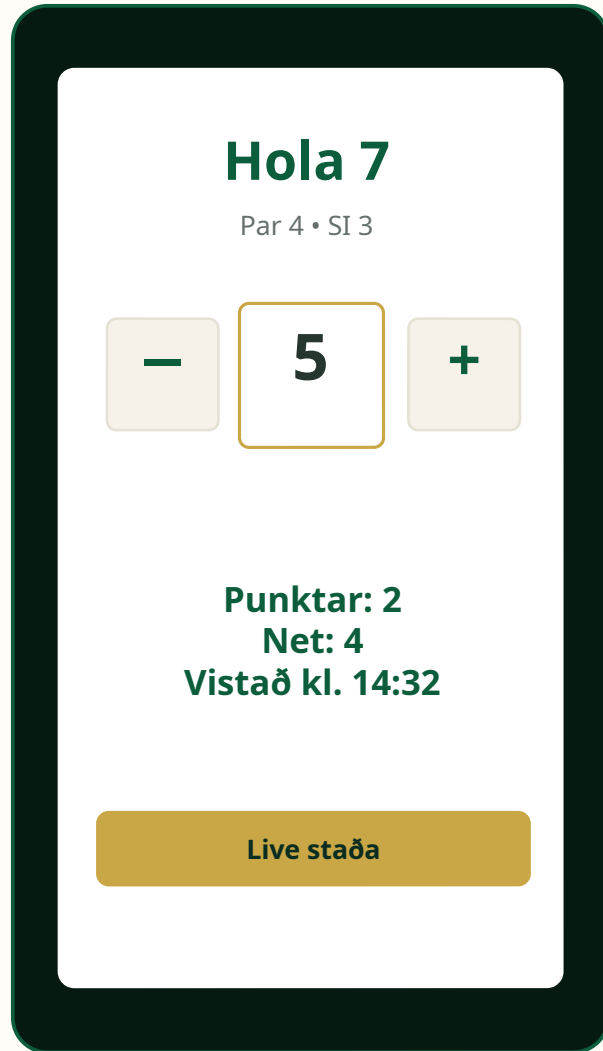 Hola 7
Par 4 • SI 3
– 5 +
Punktar: 2
Net: 4
Vistað kl. 14:32
Live staða